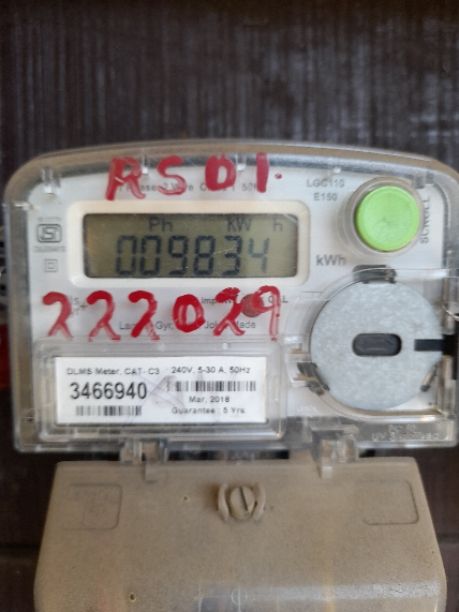 RSD1.
LGC110
E150
SCROLL
Ph KW h
009834
kWh
222029
DLMS Meter, CAT- C3 240V, 5-30 A, 50Hz
3466940
Mar, 2018
Guarantee : 5 Yrs.